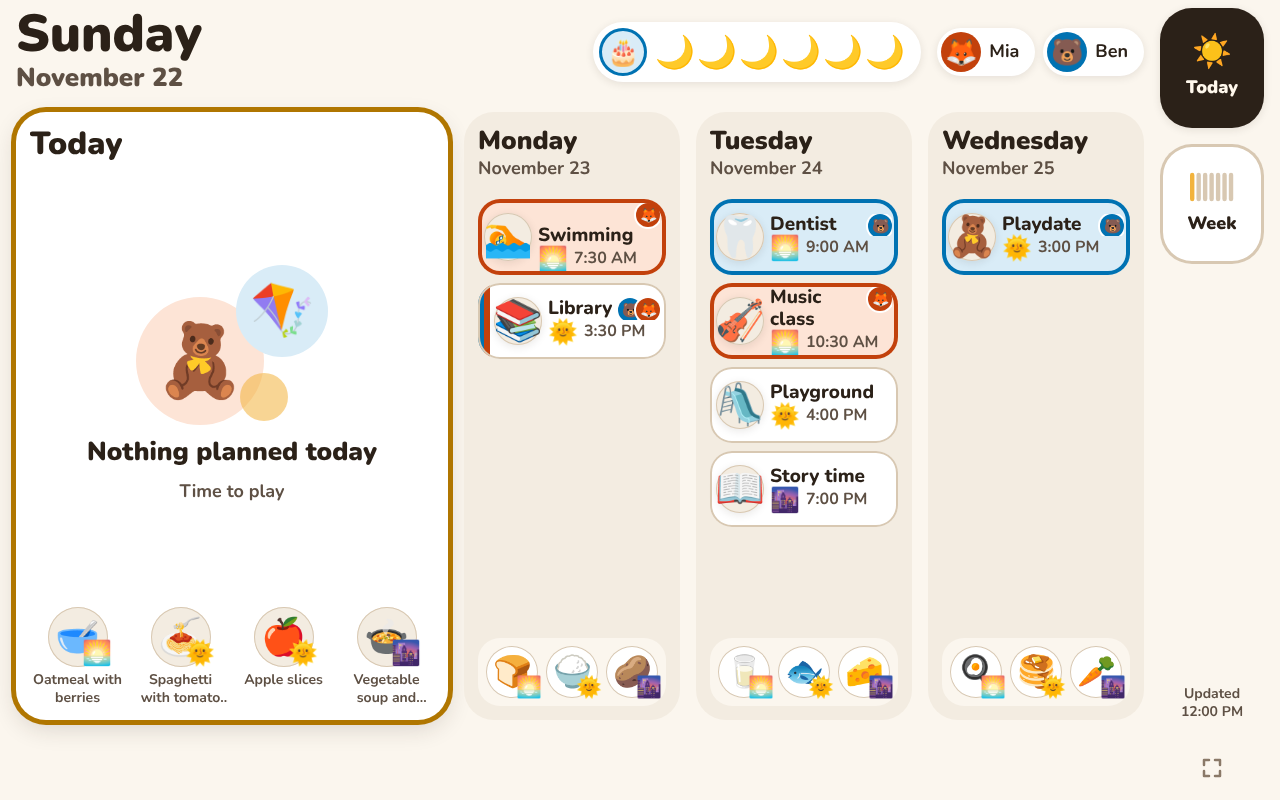 Sunday
November 22
Mia
Ben
Today
Week
Today
Nothing planned today
Time to play
Oatmeal with
berries
Spaghetti
with tomato..
Apple slices
Vegetable
soup and...
Monday
November 23
Swimming
7:30 AM
Library
3:30 PM
Tuesday
November 24
Dentist
9:00 AM
Music
class
10:30 AM
Playground
4:00 PM
Story time
7:00 PM
Wednesday
November 25
Playdate
3:00 PM
Updated
12:00 PM